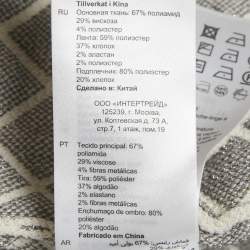 Tillverkat i Kina
RU Основная ткань: 67% полиамид
29% вискоза
4% полиэстер
Лента: 59% полиэстер
37% хлопок
2% эластан
2% полиэстер
Подплечник: 80% полиэстер
20% хлопок
Сделано в: Китай
ООО «ИНТЕРТРЕЙД»
125239, г. Москва,
ул. Коптевская д. 73 А,
стр.7, 1 этаж, пом.19
PT Tecido principal: 67%
poliamida
29% viscose
4% fibras metálicas
Tira: 59% poliéster
37% algodão
2% elastano
2% fibras metálicas
Enchumaço de ombro: 80%
poliéster
20% algodão
Fabricado em China
AR